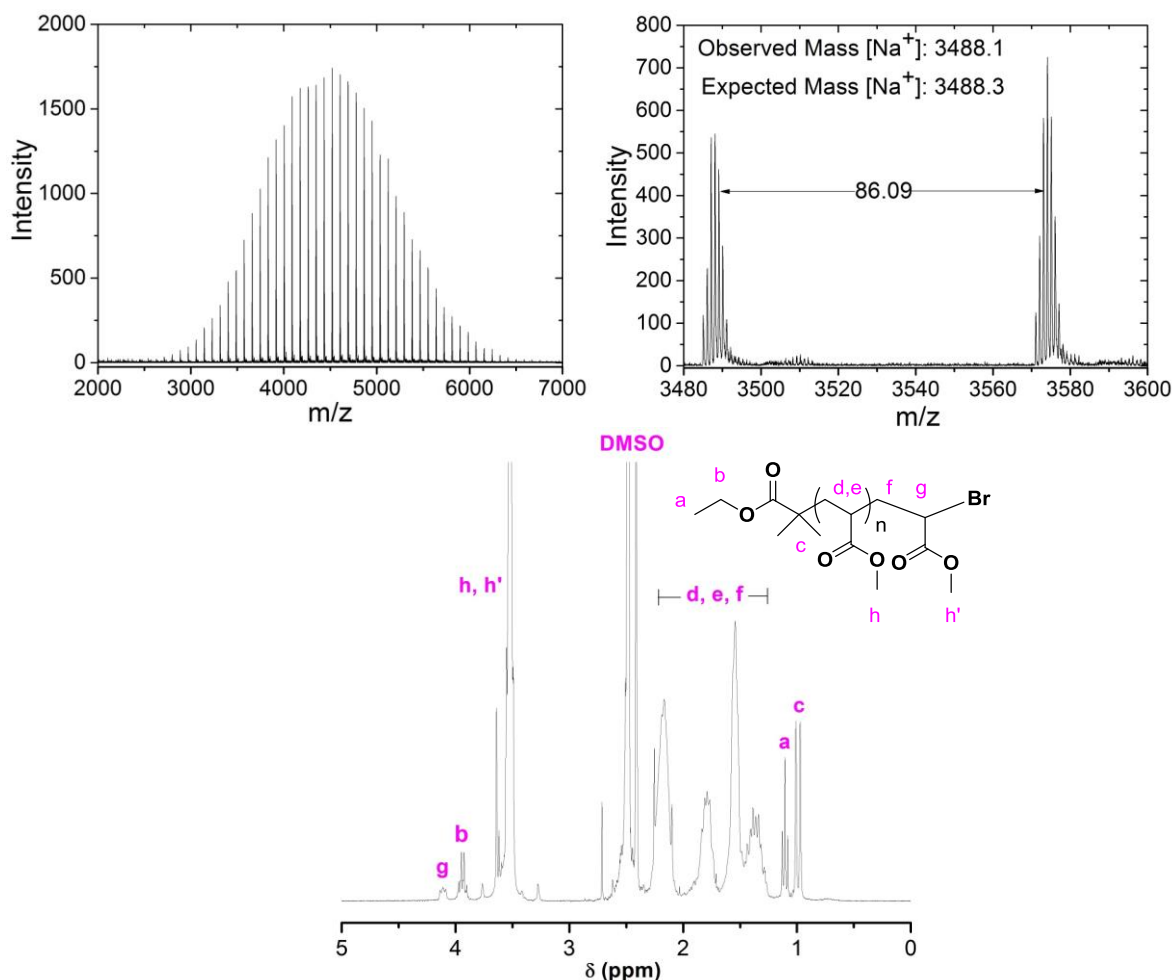 2000
1500
1000
500
0
Intensity
2000 3000 4000 5000 6000 7000
m/z
800
700
600
500
400
300
200
100
0
Intensity
Observed Mass [Na⁺]: 3488.1
Expected Mass [Na⁺]: 3488.3
86.09
3480 3500 3520 3540 3560 3580 3600
m/z
DMSO
O
b
a
O
d,e
f
g
Br
n
c
O
O
O
O
h
h'
h, h'
d, e, f
c
a
b
g
5 4 3 2 1 0
δ (ppm)